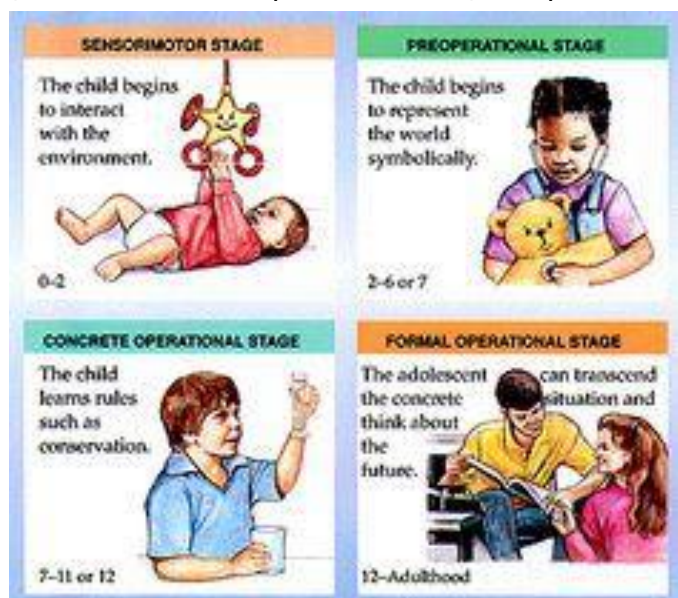 SENSORIMOTOR STAGE
The child begins
to interact
with the
environment.
0-2
PREOPERATIONAL STAGE
The child begins
to represent
the world
symbolically.
2-6 or 7
CONCRETE OPERATIONAL STAGE
The child
learns rules
such as
conservation.
7-11 or 12
FORMAL OPERATIONAL STAGE
The adolescent can transcend
the concrete situation and
think about
the
future.
12-Adulthood